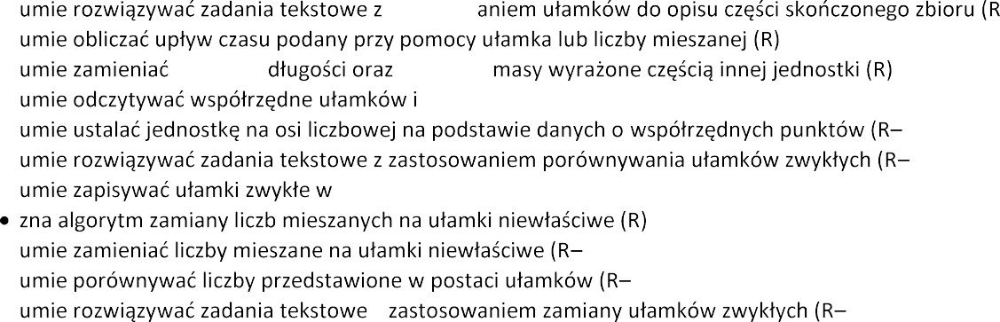 umie rozwiązywać zadania tekstowe z aniem ułamków do opisu części skończonego zbioru (R
umie obliczać upływ czasu podany przy pomocy ułamka lub liczby mieszanej (R)
umie zamieniać długości oraz masy wyrażone częścią innej jednostki (R)
umie odczytywać współrzędne ułamków i
umie ustalać jednostkę na osi liczbowej na podstawie danych o współrzędnych punktów (R–
umie rozwiązywać zadania tekstowe z zastosowaniem porównywania ułamków zwykłych (R–
umie zapisywać ułamki zwykłe w
• zna algorytm zamiany liczb mieszanych na ułamki niewłaściwe (R)
umie zamieniać liczby mieszane na ułamki niewłaściwe (R–
umie porównywać liczby przedstawione w postaci ułamków (R–
umie rozwiązywać zadania tekstowe zastosowaniem zamiany ułamków zwykłych (R–